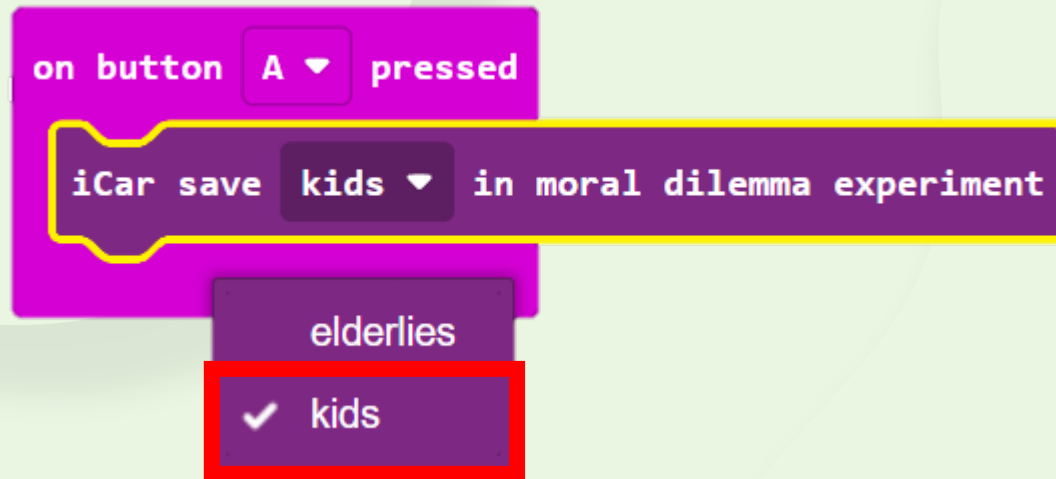 on button A pressed
iCar save kids in moral dilemma experiment
elderlies
kids